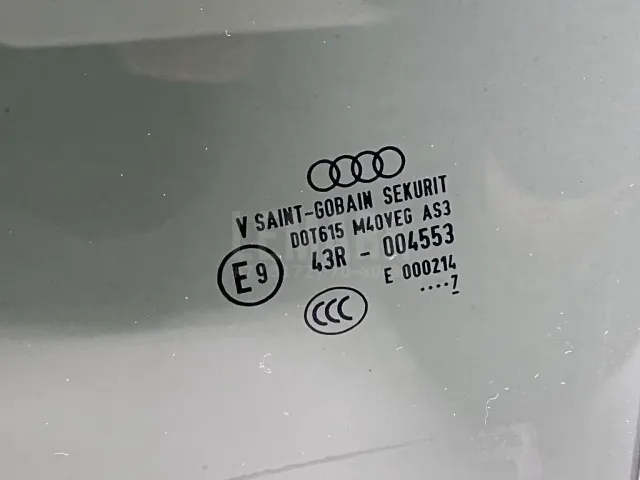 V SAINT-GOBAIN SEKURIT
DOT615 M40VEG AS3
E9 43R - 004553
E 000214
CCC
....7